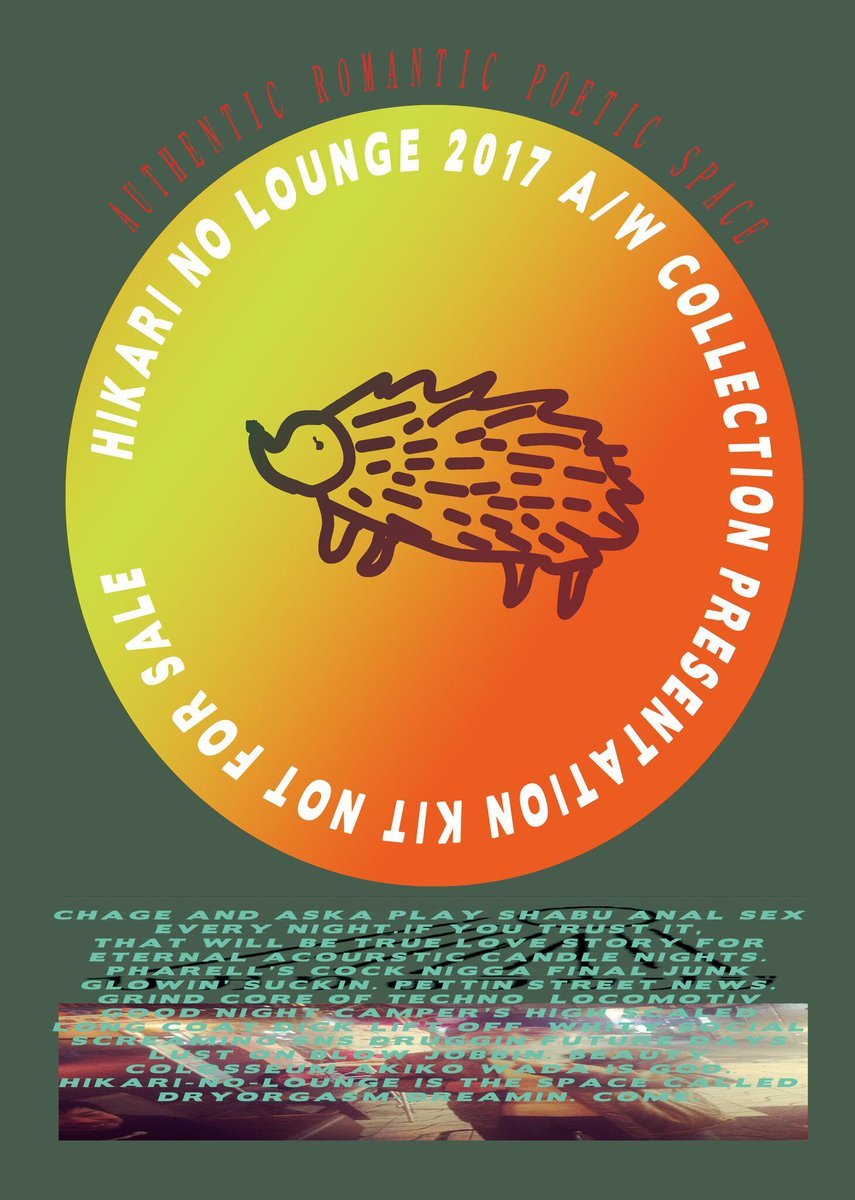 AUTHENTIC ROMANTIC POETIC SPACE
HIKARI NO LOUNGE 2017 A/W COLLECTION PRESENTATION KIT NOT FOR SALE
CHAGE AND ASKA PLAY SHABU ANAL SEX
EVERY NIGHT.IF YOU TRUST IT,
THAT WILL BE TRUE LOVE STORY FOR
ETERNAL ACOURSTIC CANDLE NIGHTS.
PHARELL'S COCK NIGGA FINAL JUNK
GLOWIN' SUCKIN. PETTIN STREET NEWS.
GRIND CORE OF TECHNO LOCOMOTIV
GOOD NIGHT CAMPER'S HIGH SCALED
LONG COAT DICK OFF. WHITE SOCIAL
SCREAMING SNS DRUGGIN FUTURE DAYS
LUST ON BLOW JOBBIN. BEAUTY
COLOSSEUM AKIKO WADA IS GOD.
HIKARI-NO-LOUNGE IS THE SPACE CALLED
DRYORGASM DREAMIN. COME